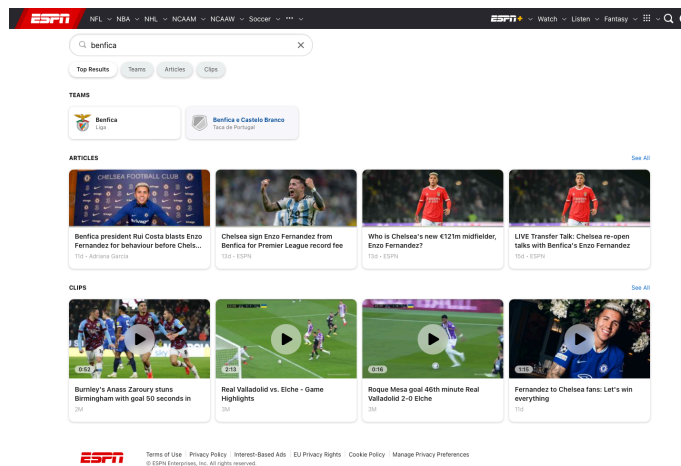 ESPN NFL NBA NHL NCAAM NCAAW Soccer ... ESPN+ Watch Listen Fantasy
benfica
Top Results Teams Articles Clips
TEAMS
Benfica
Liga
Benfica e Castelo Branco
Taca de Portugal
ARTICLES See All
CHELSEA FOOTBALL CLUB
Benfica president Rui Costa blasts Enzo
Fernandez for behaviour before Chels...
11d • Adriana Garcia
Chelsea sign Enzo Fernandez from
Benfica for Premier League record fee
13d • ESPN
Who is Chelsea's new €121m midfielder,
Enzo Fernandez?
13d • ESPN
LIVE Transfer Talk: Chelsea re-open
talks with Benfica's Enzo Fernandez
15d • ESPN
CLIPS See All
sky
0:52
Burnley's Anass Zaroury stuns
Birmingham with goal 50 seconds in
3M
2:13
Real Valladolid vs. Elche - Game
Highlights
3M
0:16
Roque Mesa goal 46th minute Real
Valladolid 2-0 Elche
3M
1:15
Fernandez to Chelsea fans: Let's win
everything
11d
ESPN
Terms of Use Privacy Policy Interest-Based Ads EU Privacy Rights Cookie Policy Manage Privacy Preferences
© ESPN Enterprises, Inc. All rights reserved.